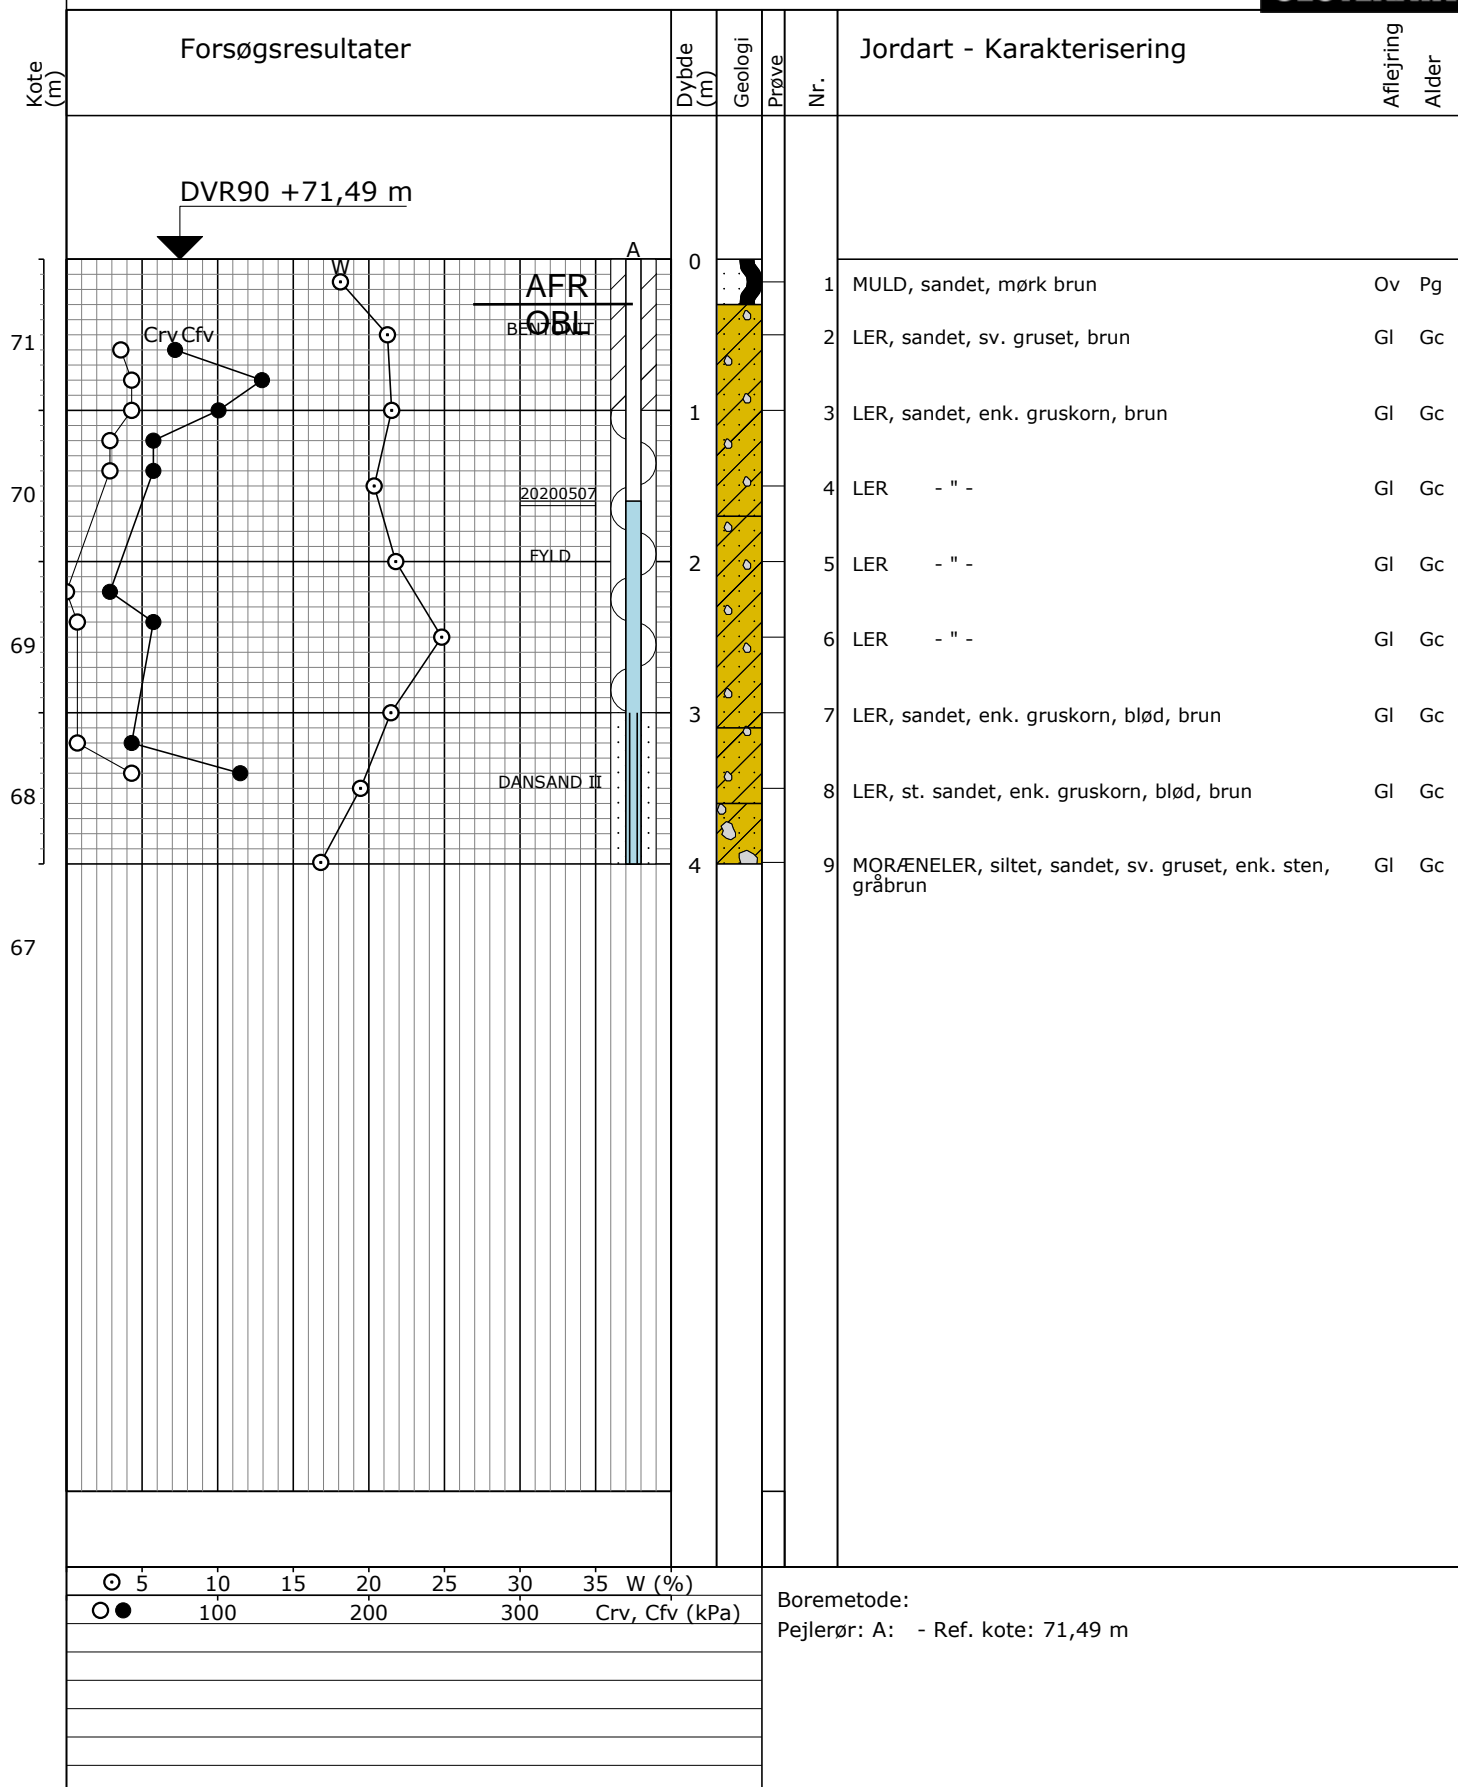 Kote (m)
Forsøgsresultater
Dybde (m)
Geologi
Prøve
Nr.
Jordart - Karakterisering
Aflejring
Alder
DVR90 +71,49 m
A
W
0
AFR
OBL
BENTONIT
1 MULD, sandet, mørk brun Ov Pg
71
Crv Cfv
2 LER, sandet, sv. gruset, brun Gl Gc
1
3 LER, sandet, enk. gruskorn, brun Gl Gc
70
20200507
4 LER - " - Gl Gc
FYLD
2
5 LER - " - Gl Gc
69
6 LER - " - Gl Gc
3
7 LER, sandet, enk. gruskorn, blød, brun Gl Gc
68
DANSAND II
8 LER, st. sandet, enk. gruskorn, blød, brun Gl Gc
4
9 MORÆNELER, siltet, sandet, sv. gruset, enk. sten, Gl Gc
gråbrun
67
5 10 15 20 25 30 35 W (%)
100 200 300 Crv, Cfv (kPa)
Boremetode:
Pejlerør: A: - Ref. kote: 71,49 m